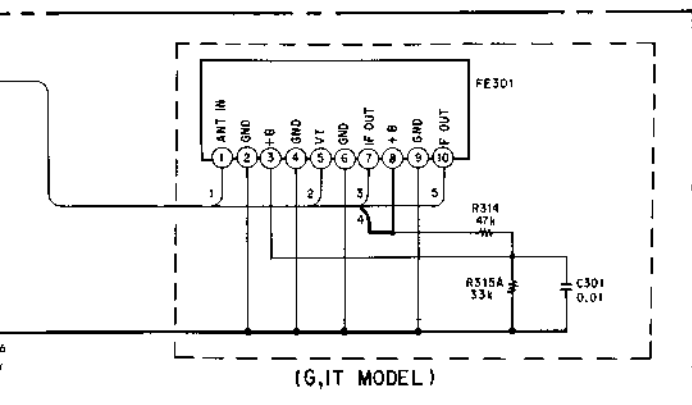 FE301
ANT IN
GND
+B
GND
VT
GND
IF OUT
+B
GND
IF OUT
1 2 3 4 5 6 7 8 9 10
1 2 3 5
4
R314
47k
R315A
33k
C301
0.01
6
(G,IT MODEL)